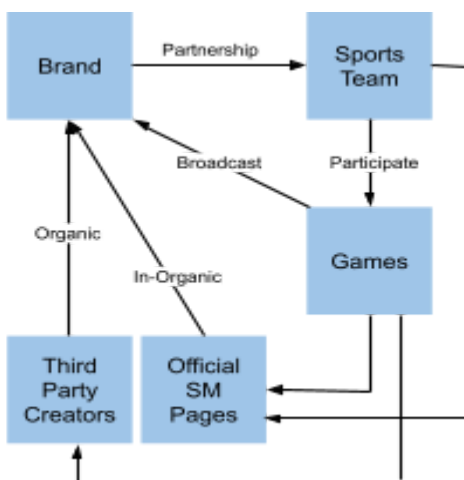 Brand
Partnership
Sports
Team
Broadcast
Participate
Organic
In-Organic
Games
Third
Party
Creators
Official
SM
Pages